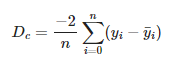 D_c = \frac{-2}{n} \sum_{i=0}^{n} (y_i - \bar{y}_i)